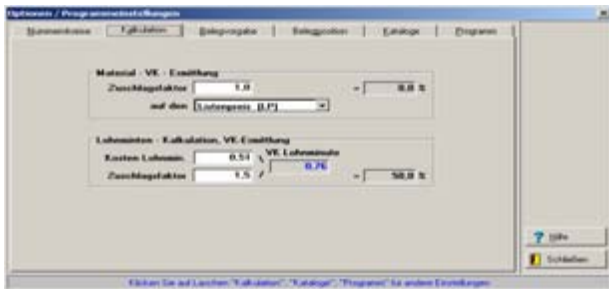 Optionen / Programmeinstellungen
Nummernkreise Kalkulation Belegvorgabe Belegposition Kataloge Programm
Material - VK - Ermittlung
Zuschlagsfaktor 1,0 = 0,0 %
auf den Listenpreis (LP)
Lohnminten - Kalkulation, VK-Ermittlung
Kosten Lohnmin. 0.51 \ VK Lohnminute
0.76
Zuschlagsfaktor 1,5 / = 50,0 %
Hilfe
Schließen
Klicken Sie auf Laschen "Kalkulation", "Kataloge", "Programm" für andere Einstellungen